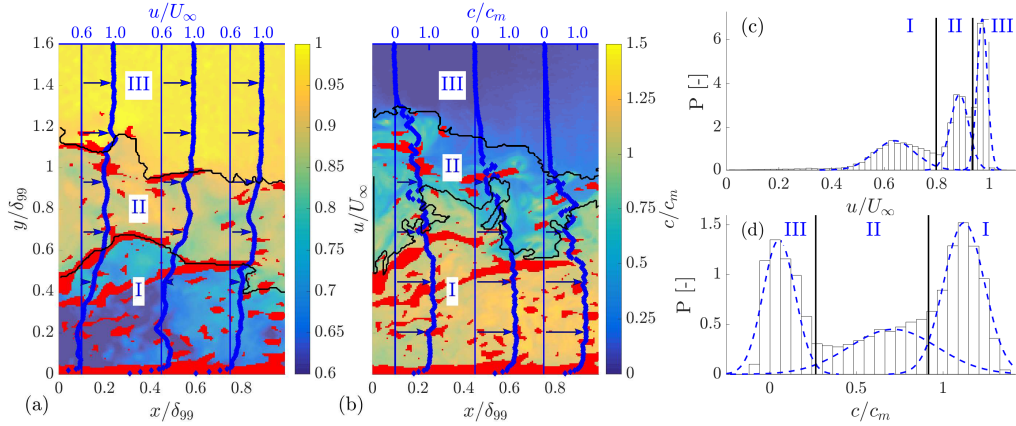 u/U∞
0.6 1.0 0.6 1.0 0.6 1.0
1.6
1.4
1.2
1
0.8
0.6
0.4
0.2
0
y/δ99
III
II
I
0 0.2 0.4 0.6 0.8
x/δ99
(a)
1
0.95
0.9
0.85
0.8
0.75
0.7
0.65
0.6
u/U∞
c/cm
0 1.0 0 1.0 0 1.0
III
II
I
0 0.2 0.4 0.6 0.8
x/δ99
(b)
1.5
1.25
1
0.75
0.5
0.25
0
c/cm
(c)
I II III
P [-]
6
4
2
0
0 0.2 0.4 0.6 0.8 1
u/U∞
(d)
III II I
P [-]
1.5
1.0
0.5
0
0 0.5 1
c/cm